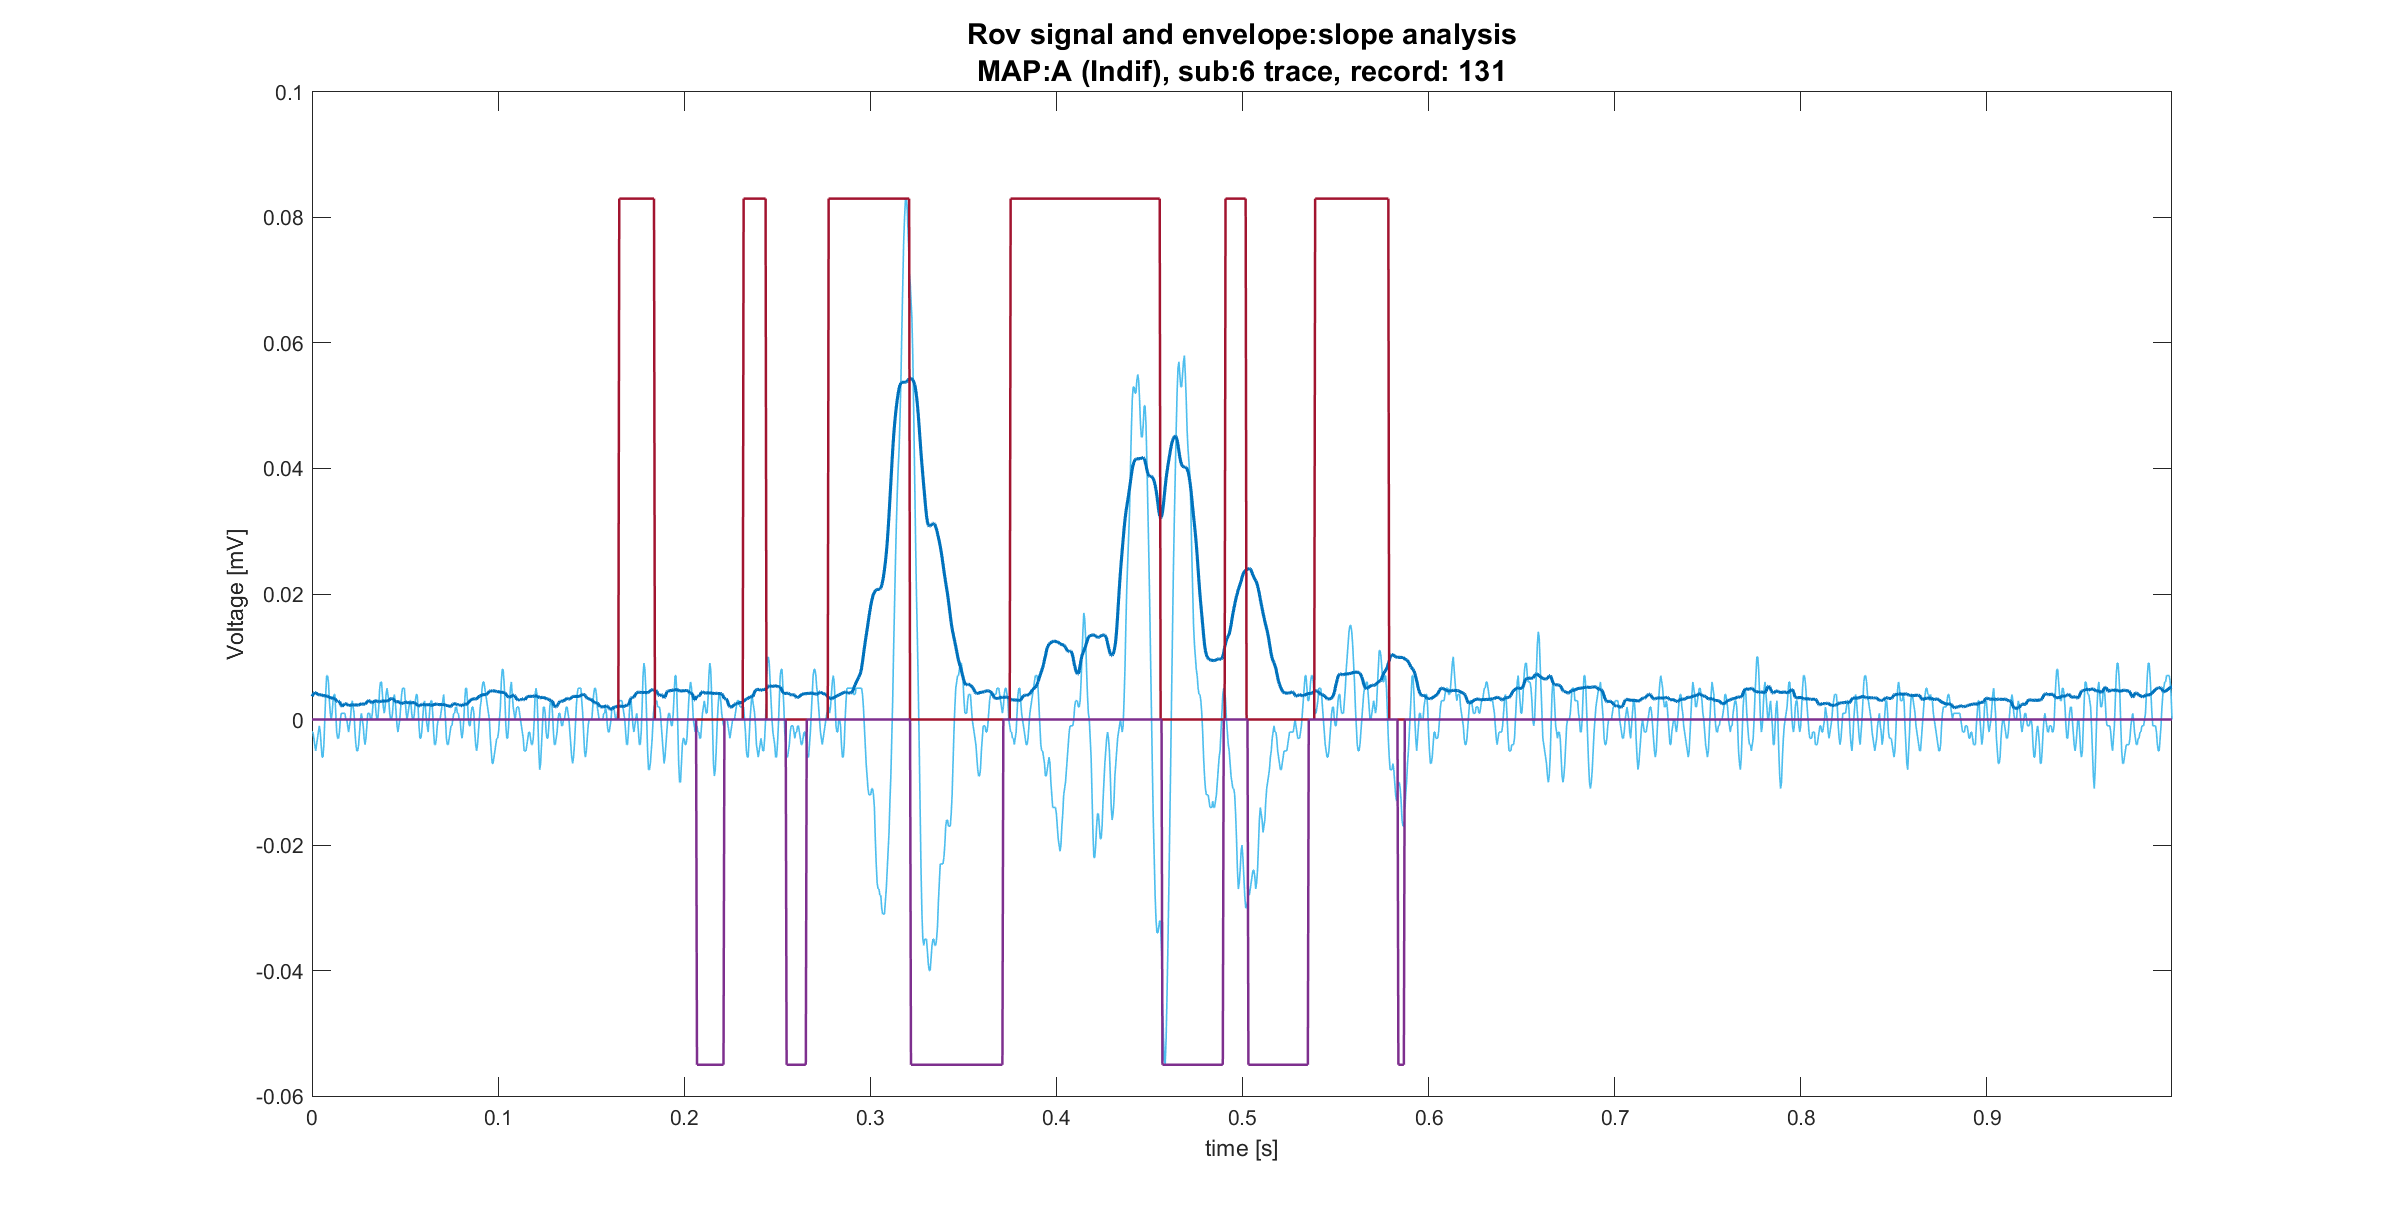 Rov signal and envelope:slope analysis
MAP:A (Indif), sub:6 trace, record: 131
0.1
0.08
0.06
0.04
0.02
0
-0.02
-0.04
-0.06
Voltage [mV]
0 0.1 0.2 0.3 0.4 0.5 0.6 0.7 0.8 0.9
time [s]